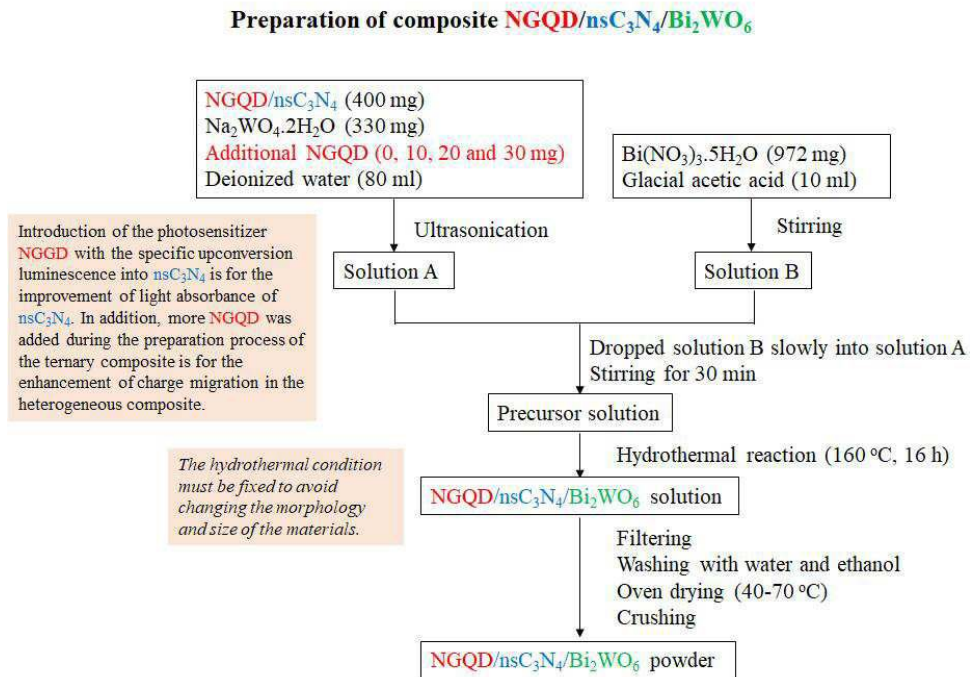 Preparation of composite NGQD/nsC₃N₄/Bi₂WO₆
NGQD/nsC₃N₄ (400 mg)
Na₂WO₄.2H₂O (330 mg)
Additional NGQD (0, 10, 20 and 30 mg)
Deionized water (80 ml)
Bi(NO₃)₃.5H₂O (972 mg)
Glacial acetic acid (10 ml)
Ultrasonication
Stirring
Introduction of the photosensitizer
NGGD with the specific upconversion
luminescence into nsC₃N₄ is for the
improvement of light absorbance of
nsC₃N₄. In addition, more NGQD was
added during the preparation process of
the ternary composite is for the
enhancement of charge migration in the
heterogeneous composite.
Solution A
Solution B
Dropped solution B slowly into solution A
Stirring for 30 min
Precursor solution
Hydrothermal reaction (160 ºC, 16 h)
The hydrothermal condition
must be fixed to avoid
changing the morphology
and size of the materials.
NGQD/nsC₃N₄/Bi₂WO₆ solution
Filtering
Washing with water and ethanol
Oven drying (40-70 ºC)
Crushing
NGQD/nsC₃N₄/Bi₂WO₆ powder